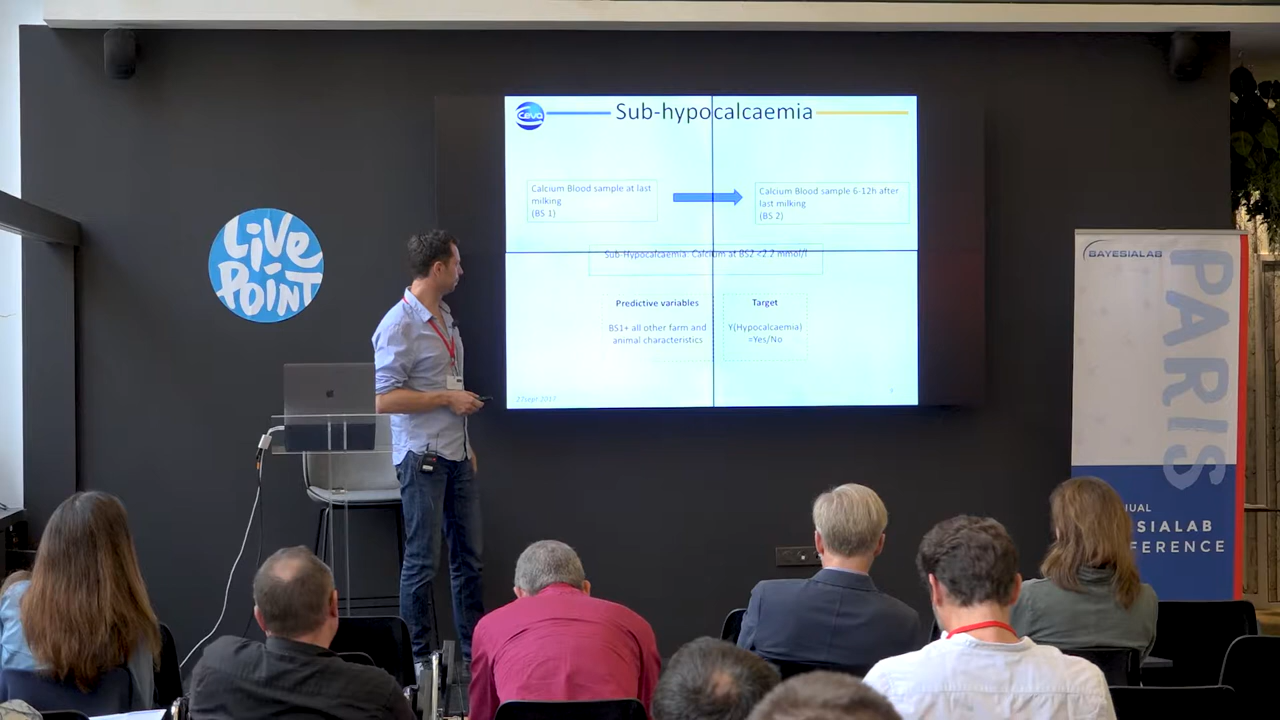 Ceva
Sub-hypocalcaemia
Calcium Blood sample at last
milking
(BS 1)
Calcium Blood sample 6-12h after
last milking
(BS 2)
Sub-Hypocalcaemia: Calcium at BS2 <2.2 mmol/l
Predictive variables
BS1+ all other farm and
animal characteristics
Target
Y(Hypocalcaemia)
=Yes/No
27sept 2017
LiVe
POiNT
BAYESIALAB
PARIS
UAL
SIALAB
FERENCE